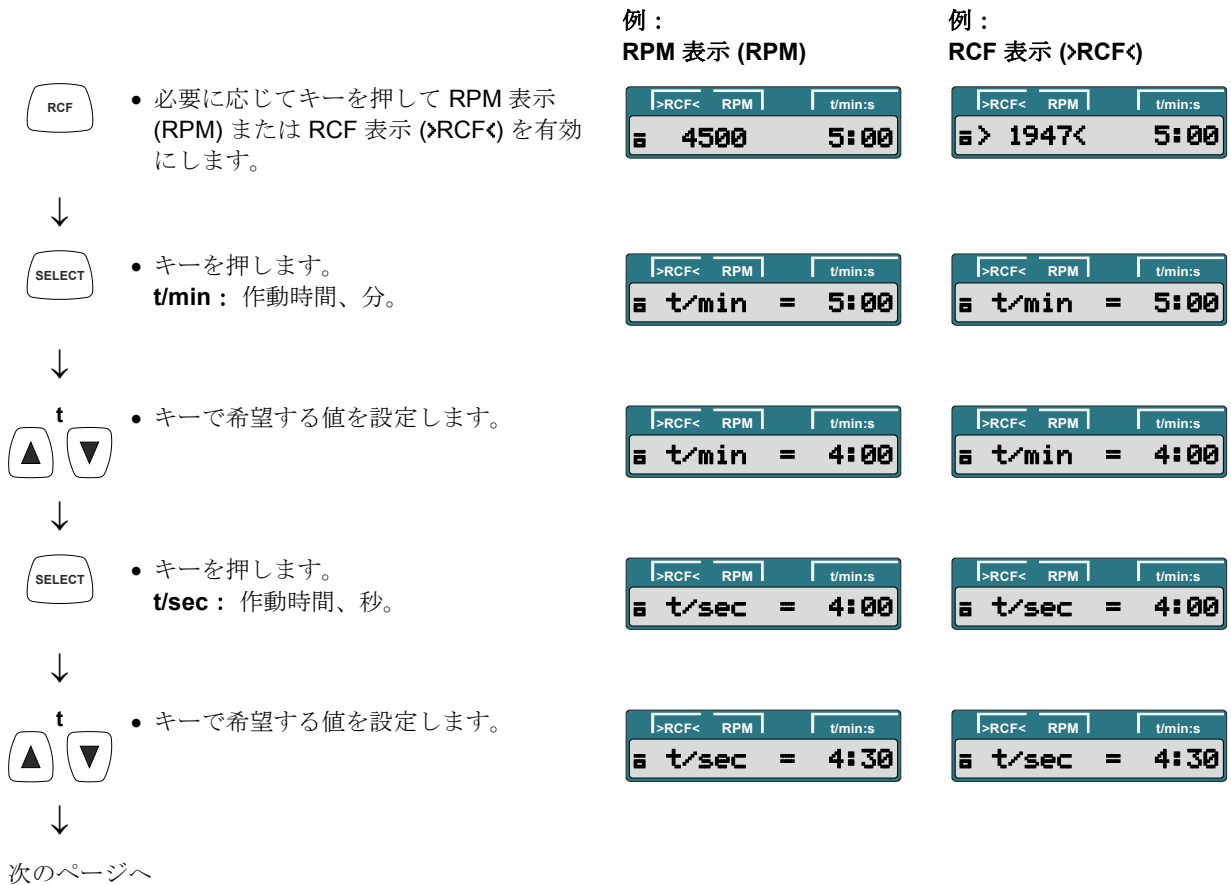 例：
RPM 表示 (RPM)
例：
RCF 表示 (>RCF<)
RCF
• 必要に応じてキーを押して RPM 表示
(RPM) または RCF 表示 (>RCF<) を有効
にします。
>RCF< RPM t/min:s
4500 5:00
>RCF< RPM t/min:s
> 1947< 5:00
↓
SELECT
• キーを押します。
t/min： 作動時間、分。
>RCF< RPM t/min:s
t/min = 5:00
>RCF< RPM t/min:s
t/min = 5:00
↓
t
▲ ▼
• キーで希望する値を設定します。
>RCF< RPM t/min:s
t/min = 4:00
>RCF< RPM t/min:s
t/min = 4:00
↓
SELECT
• キーを押します。
t/sec： 作動時間、秒。
>RCF< RPM t/min:s
t/sec = 4:00
>RCF< RPM t/min:s
t/sec = 4:00
↓
t
▲ ▼
• キーで希望する値を設定します。
>RCF< RPM t/min:s
t/sec = 4:30
>RCF< RPM t/min:s
t/sec = 4:30
↓
次のページへ